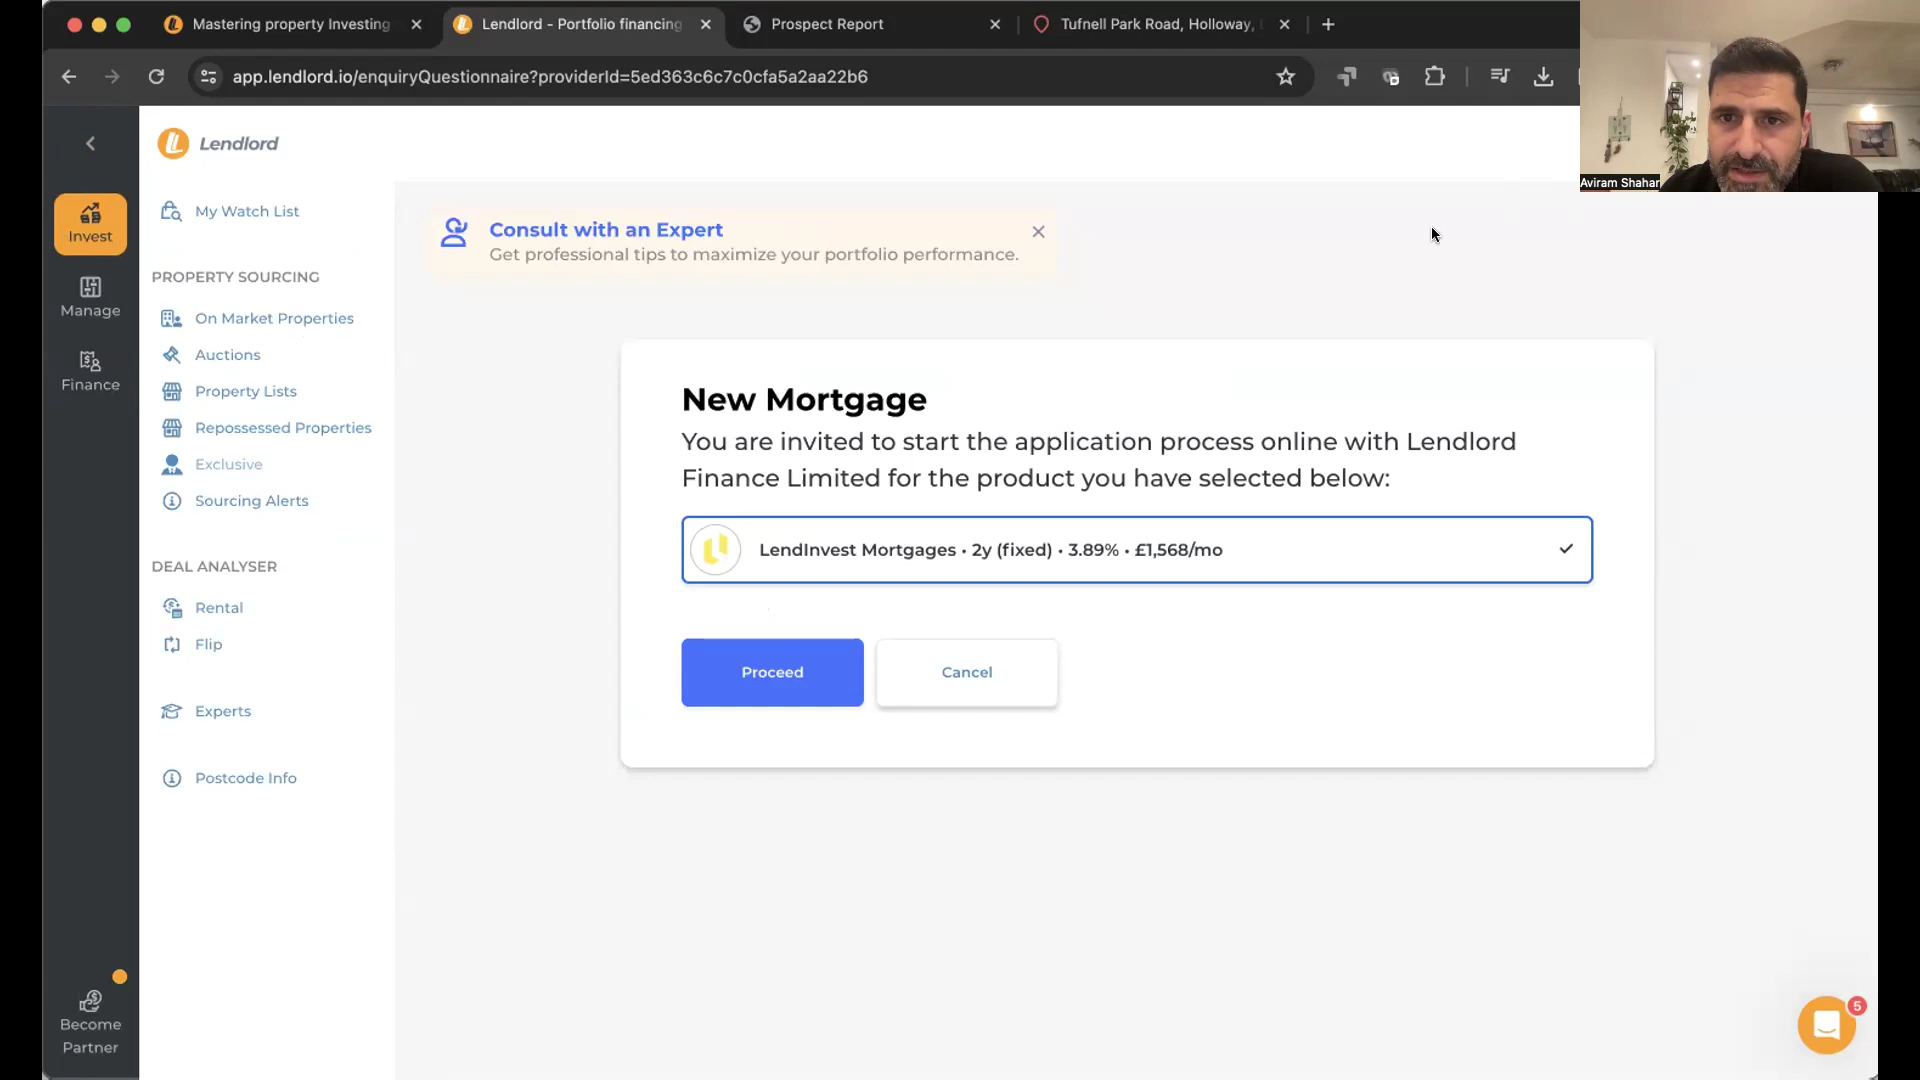 Mastering property Investing
Lendlord - Portfolio financing
Prospect Report
Tufnell Park Road, Holloway,
app.lendlord.io/enquiryQuestionnaire?providerId=5ed363c6c7c0cfa5a2aa22b6
Aviram Shahar
Lendlord
Invest
Manage
Finance
Become
Partner
My Watch List
PROPERTY SOURCING
On Market Properties
Auctions
Property Lists
Repossessed Properties
Exclusive
Sourcing Alerts
DEAL ANALYSER
Rental
Flip
Experts
Postcode Info
Consult with an Expert
Get professional tips to maximize your portfolio performance.
New Mortgage
You are invited to start the application process online with Lendlord
Finance Limited for the product you have selected below:
LendInvest Mortgages • 2y (fixed) • 3.89% • £1,568/mo
Proceed
Cancel
5